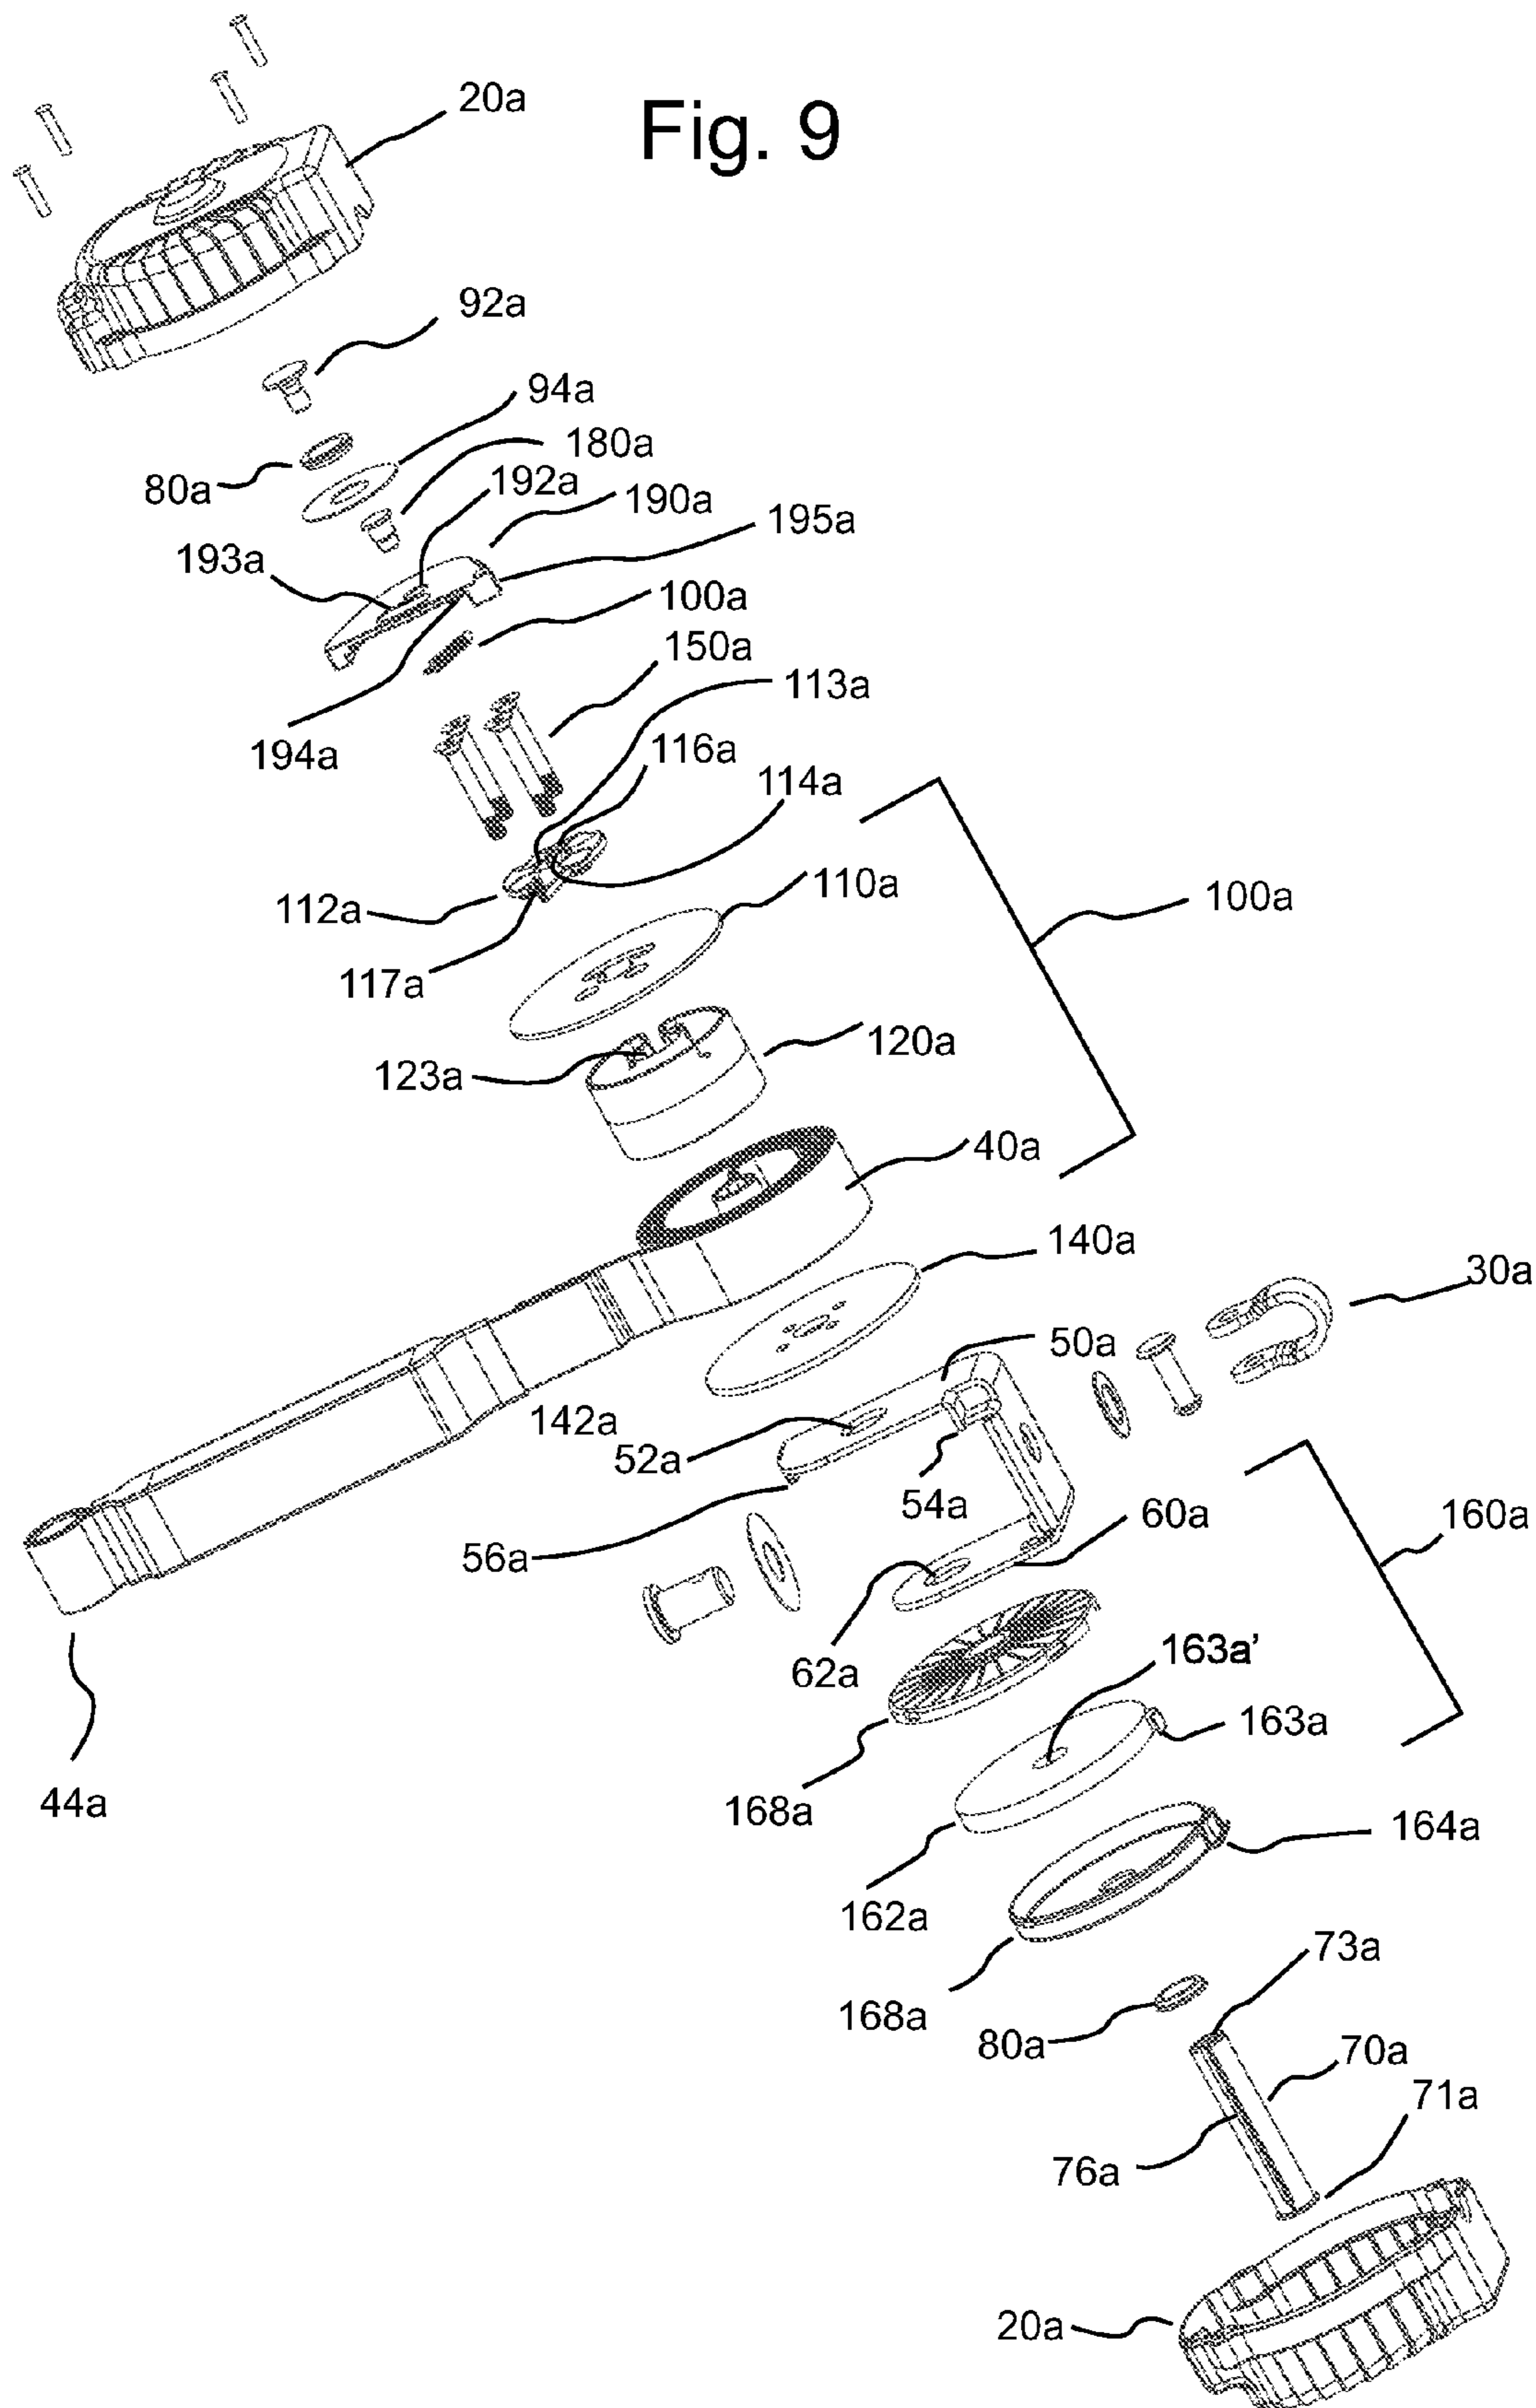 Fig. 9
20a
92a
94a
180a
80a
192a
190a
195a
193a
100a
150a
113a
194a
116a
114a
110a
100a
112a
117a
120a
123a
40a
140a
30a
50a
142a
52a
54a
60a
160a
56a
62a
163a’
163a
44a
168a
164a
162a
73a
168a
80a
70a
71a
76a
20a